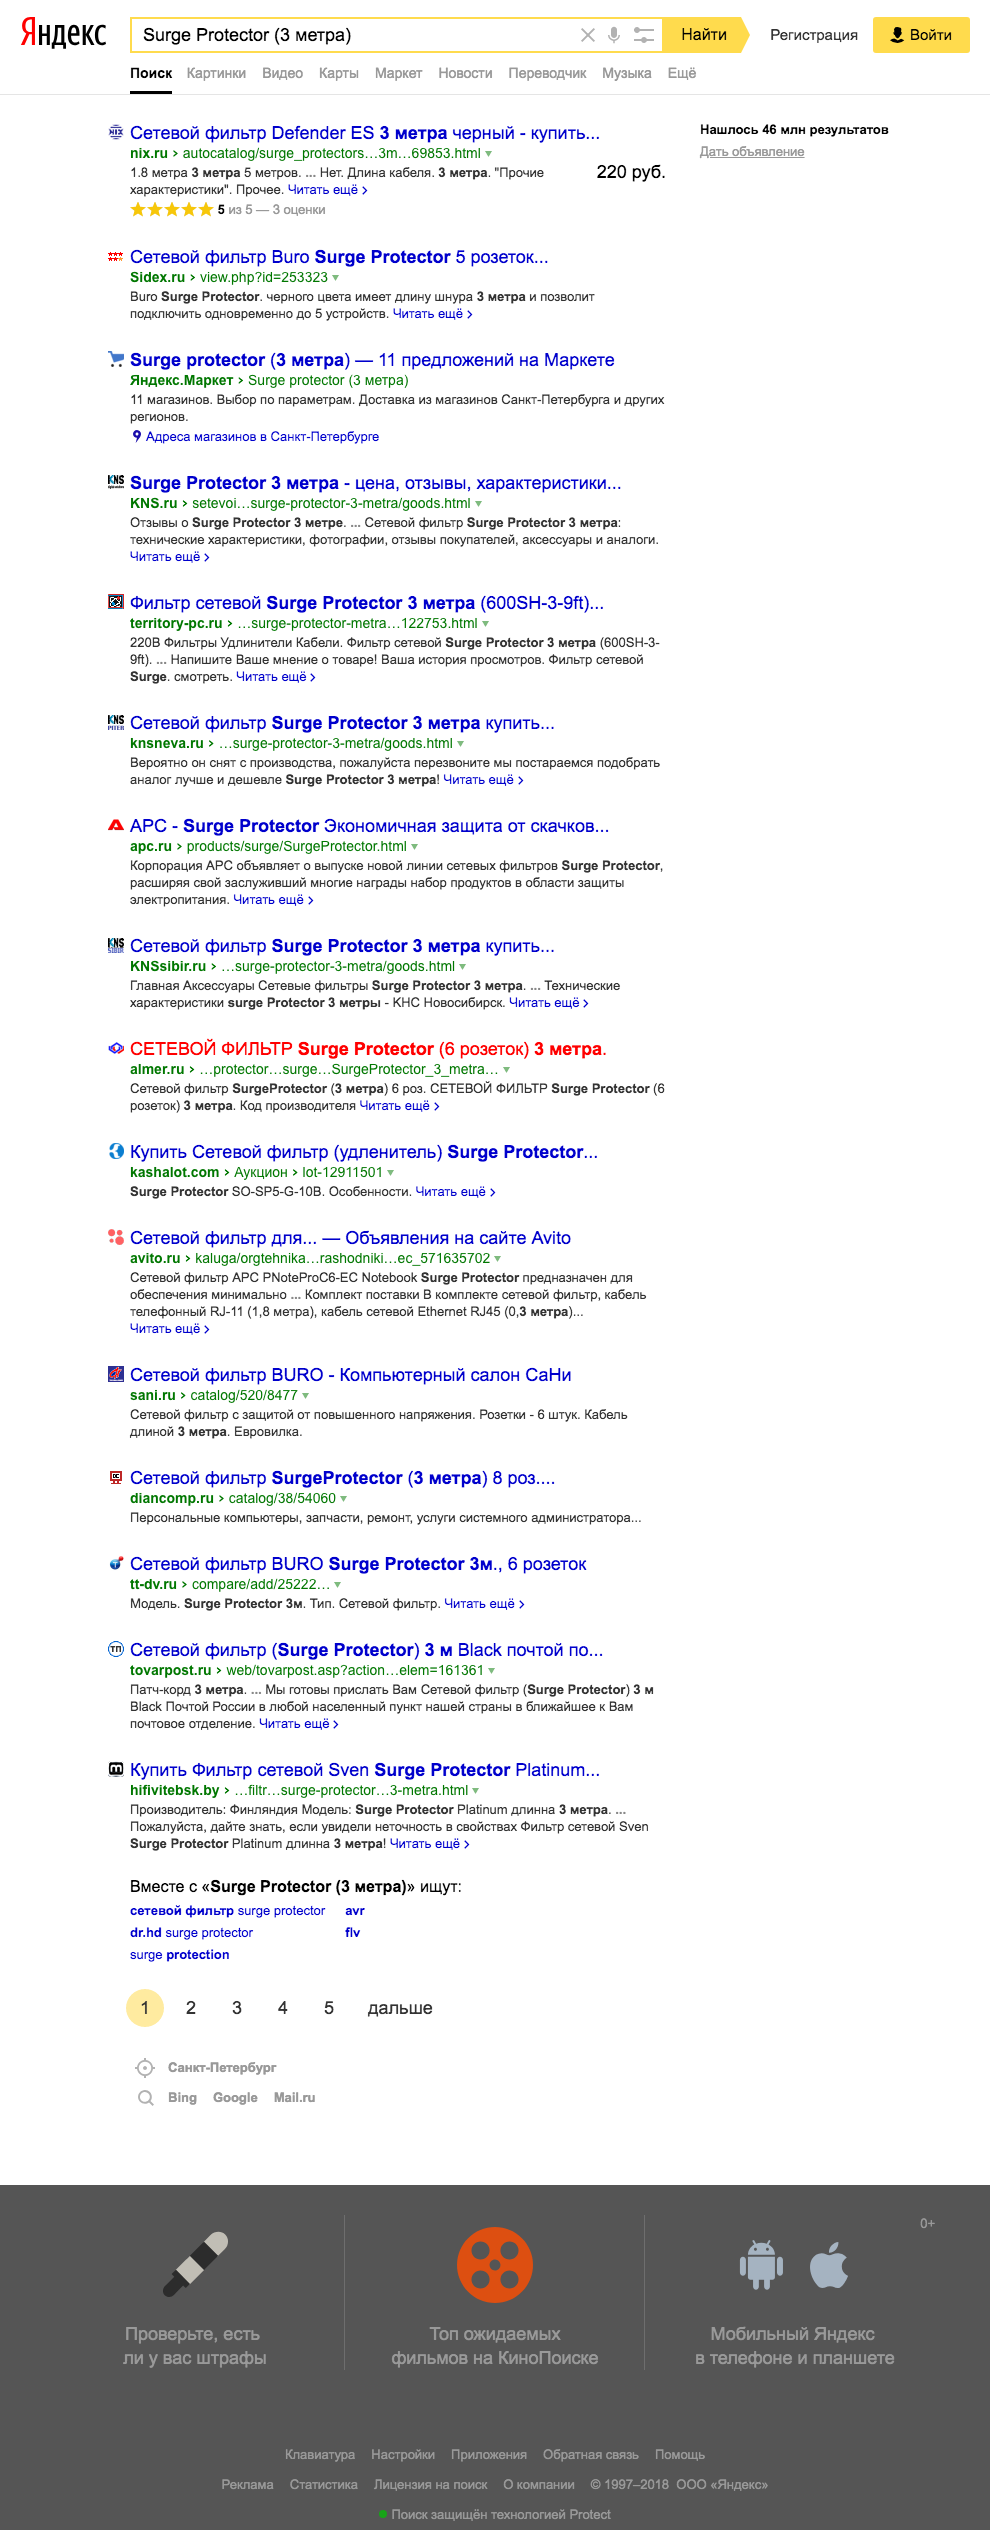 Яндекс
Surge Protector (3 метра)
Найти
Регистрация
Войти
Поиск Картинки Видео Карты Маркет Новости Переводчик Музыка Ещё
Нашлось 46 млн результатов
Дать объявление
Сетевой фильтр Defender ES 3 метра черный - купить...
nix.ru › autocatalog/surge_protectors…3m…69853.html
1.8 метра 3 метра 5 метров. ... Нет. Длина кабеля. 3 метра. "Прочие
характеристики". Прочее. Читать ещё ›
220 руб.
5 из 5 — 3 оценки
Сетевой фильтр Buro Surge Protector 5 розеток...
Sidex.ru › view.php?id=253323
Buro Surge Protector. черного цвета имеет длину шнура 3 метра и позволит
подключить одновременно до 5 устройств. Читать ещё ›
Surge protector (3 метра) — 11 предложений на Маркете
Яндекс.Маркет › Surge protector (3 метра)
11 магазинов. Выбор по параметрам. Доставка из магазинов Санкт-Петербурга и других
регионов.
Адреса магазинов в Санкт-Петербурге
Surge Protector 3 метра - цена, отзывы, характеристики...
KNS.ru › setevoi…surge-protector-3-metra/goods.html
Отзывы о Surge Protector 3 метре. ... Сетевой фильтр Surge Protector 3 метра:
технические характеристики, фотографии, отзывы покупателей, аксессуары и аналоги.
Читать ещё ›
Фильтр сетевой Surge Protector 3 метра (600SH-3-9ft)...
territory-pc.ru › …surge-protector-metra…122753.html
220В Фильтры Удлинители Кабели. Фильтр сетевой Surge Protector 3 метра (600SH-3-
9ft). ... Напишите Ваше мнение о товаре! Ваша история просмотров. Фильтр сетевой
Surge. смотреть. Читать ещё ›
Сетевой фильтр Surge Protector 3 метра купить...
knsneva.ru › …surge-protector-3-metra/goods.html
Вероятно он снят с производства, пожалуйста перезвоните мы постараемся подобрать
аналог лучше и дешевле Surge Protector 3 метра! Читать ещё ›
APC - Surge Protector Экономичная защита от скачков...
apc.ru › products/surge/SurgeProtector.html
Корпорация APC объявляет о выпуске новой линии сетевых фильтров Surge Protector,
расширяя свой заслуживший многие награды набор продуктов в области защиты
электропитания. Читать ещё ›
Сетевой фильтр Surge Protector 3 метра купить...
KNSsibir.ru › …surge-protector-3-metra/goods.html
Главная Аксессуары Сетевые фильтры Surge Protector 3 метра. ... Технические
характеристики surge Protector 3 метры - КНС Новосибирск. Читать ещё ›
СЕТЕВОЙ ФИЛЬТР Surge Protector (6 розеток) 3 метра.
almer.ru › …protector…surge…SurgeProtector_3_metra…
Сетевой фильтр SurgeProtector (3 метра) 6 роз. СЕТЕВОЙ ФИЛЬТР Surge Protector (6
розеток) 3 метра. Код производителя Читать ещё ›
Купить Сетевой фильтр (удленитель) Surge Protector...
kashalot.com › Аукцион › lot-12911501
Surge Protector SO-SP5-G-10B. Особенности. Читать ещё ›
Сетевой фильтр для... — Объявления на сайте Avito
avito.ru › kaluga/orgtehnika…rashodniki…ec_571635702
Сетевой фильтр APC PNoteProC6-EC Notebook Surge Protector предназначен для
обеспечения минимально ... Комплект поставки В комплекте сетевой фильтр, кабель
телефонный RJ-11 (1,8 метра), кабель сетевой Ethernet RJ45 (0,3 метра)...
Читать ещё ›
Сетевой фильтр BURO - Компьютерный салон СаНи
sani.ru › catalog/520/8477
Сетевой фильтр с защитой от повышенного напряжения. Розетки - 6 штук. Кабель
длиной 3 метра. Евровилка.
Сетевой фильтр SurgeProtector (3 метра) 8 роз....
diancomp.ru › catalog/38/54060
Персональные компьютеры, запчасти, ремонт, услуги системного администратора...
Сетевой фильтр BURO Surge Protector 3м., 6 розеток
tt-dv.ru › compare/add/25222…
Модель. Surge Protector 3м. Тип. Сетевой фильтр. Читать ещё ›
Сетевой фильтр (Surge Protector) 3 м Black почтой по...
tovarpost.ru › web/tovarpost.asp?action…elem=161361
Патч-корд 3 метра. ... Мы готовы прислать Вам Сетевой фильтр (Surge Protector) 3 м
Black Почтой России в любой населенный пункт нашей страны в ближайшее к Вам
почтовое отделение. Читать ещё ›
Купить Фильтр сетевой Sven Surge Protector Platinum...
hifivitebsk.by › …filtr…surge-protector…3-metra.html
Производитель: Финляндия Модель: Surge Protector Platinum длинна 3 метра. ...
Пожалуйста, дайте знать, если увидели неточность в свойствах Фильтр сетевой Sven
Surge Protector Platinum длинна 3 метра! Читать ещё ›
Вместе с «Surge Protector (3 метра)» ищут:
сетевой фильтр surge protector avr
dr.hd surge protector flv
surge protection
1 2 3 4 5 дальше
Санкт-Петербург
Bing Google Mail.ru
0+
Проверьте, есть
ли у вас штрафы
Топ ожидаемых
фильмов на КиноПоиске
Мобильный Яндекс
в телефоне и планшете
Клавиатура Настройки Приложения Обратная связь Помощь
Реклама Статистика Лицензия на поиск О компании © 1997–2018 ООО «Яндекс»
Поиск защищён технологией Protect